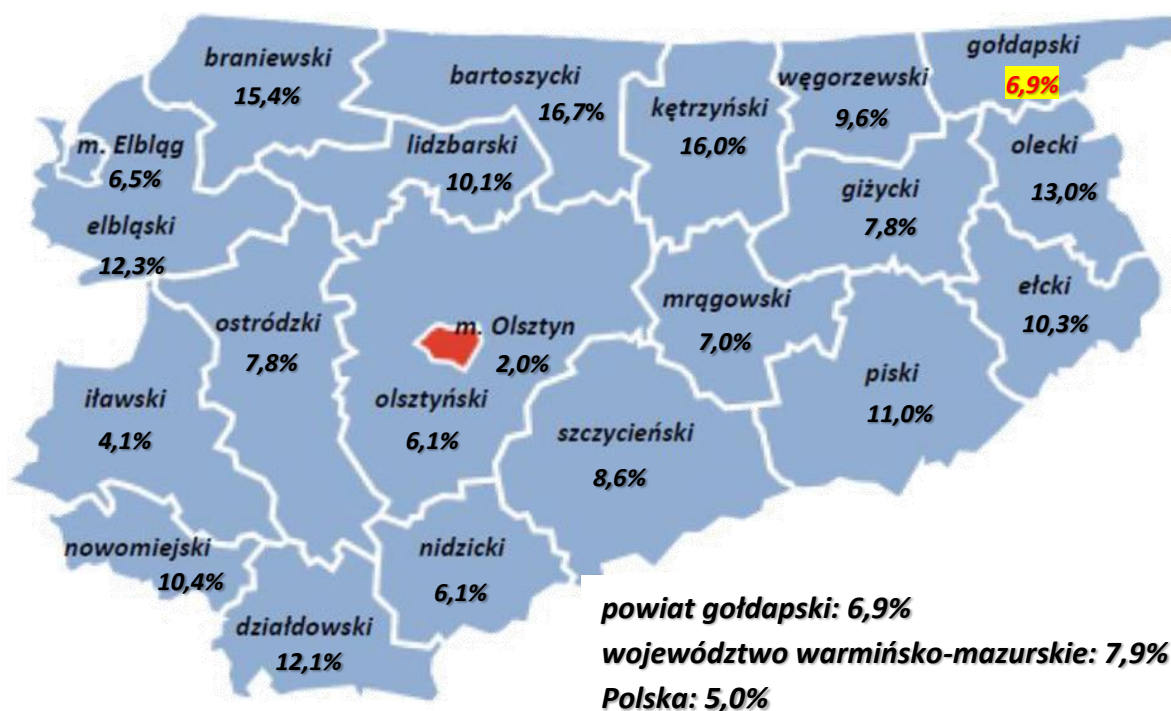 braniewski
15,4%
bartoszycki
16,7%
kętrzyński
16,0%
węgorzewski
9,6%
gołdapski
6,9%
m. Elbląg
6,5%
lidzbarski
10,1%
olecki
13,0%
giżycki
7,8%
elbląski
12,3%
ostródzki
7,8%
m. Olsztyn
2,0%
mrągowski
7,0%
ełcki
10,3%
iławski
4,1%
olsztyński
6,1%
szczycieński
8,6%
piski
11,0%
nowomiejski
10,4%
nidzicki
6,1%
działdowski
12,1%
powiat gołdapski: 6,9%
województwo warmińsko-mazurskie: 7,9%
Polska: 5,0%